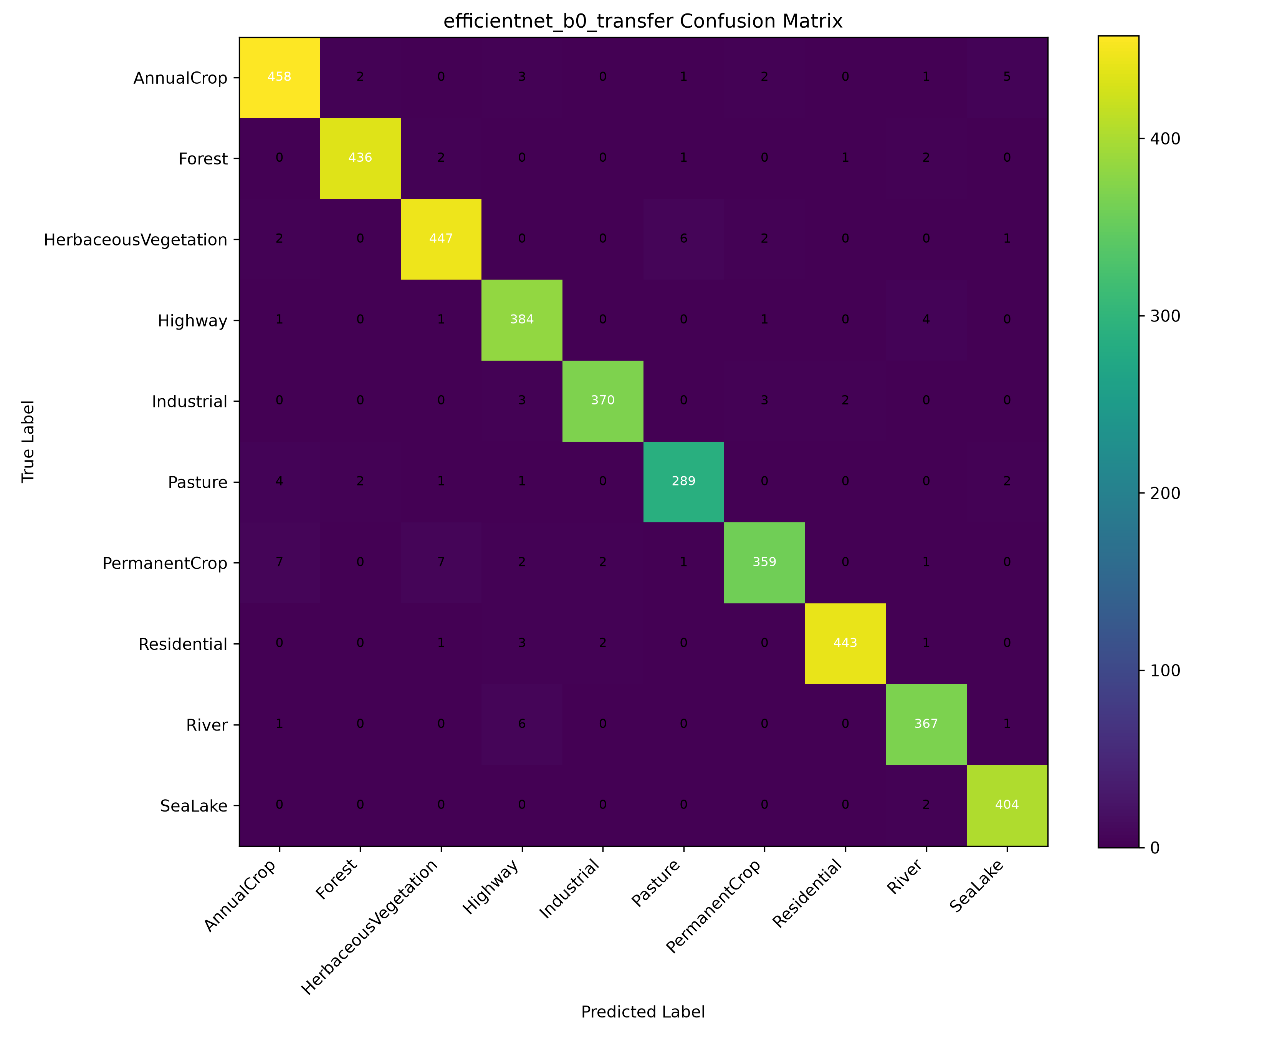 efficientnet_b0_transfer Confusion Matrix
AnnualCrop 458 2 0 3 0 1 2 0 1 5
Forest 0 436 2 0 0 1 0 1 2 0
HerbaceousVegetation 2 0 447 0 0 6 2 0 0 1
Highway 1 0 1 384 0 0 1 0 4 0
Industrial 0 0 0 3 370 0 3 2 0 0
Pasture 4 2 1 1 0 289 0 0 0 2
PermanentCrop 7 0 7 2 2 1 359 0 1 0
Residential 0 0 1 3 2 0 0 443 1 0
River 1 0 0 6 0 0 0 0 367 1
SeaLake 0 0 0 0 0 0 0 0 2 404
True Label
AnnualCrop
Forest
HerbaceousVegetation
Highway
Industrial
Pasture
PermanentCrop
Residential
River
SeaLake
Predicted Label
400
300
200
100
0